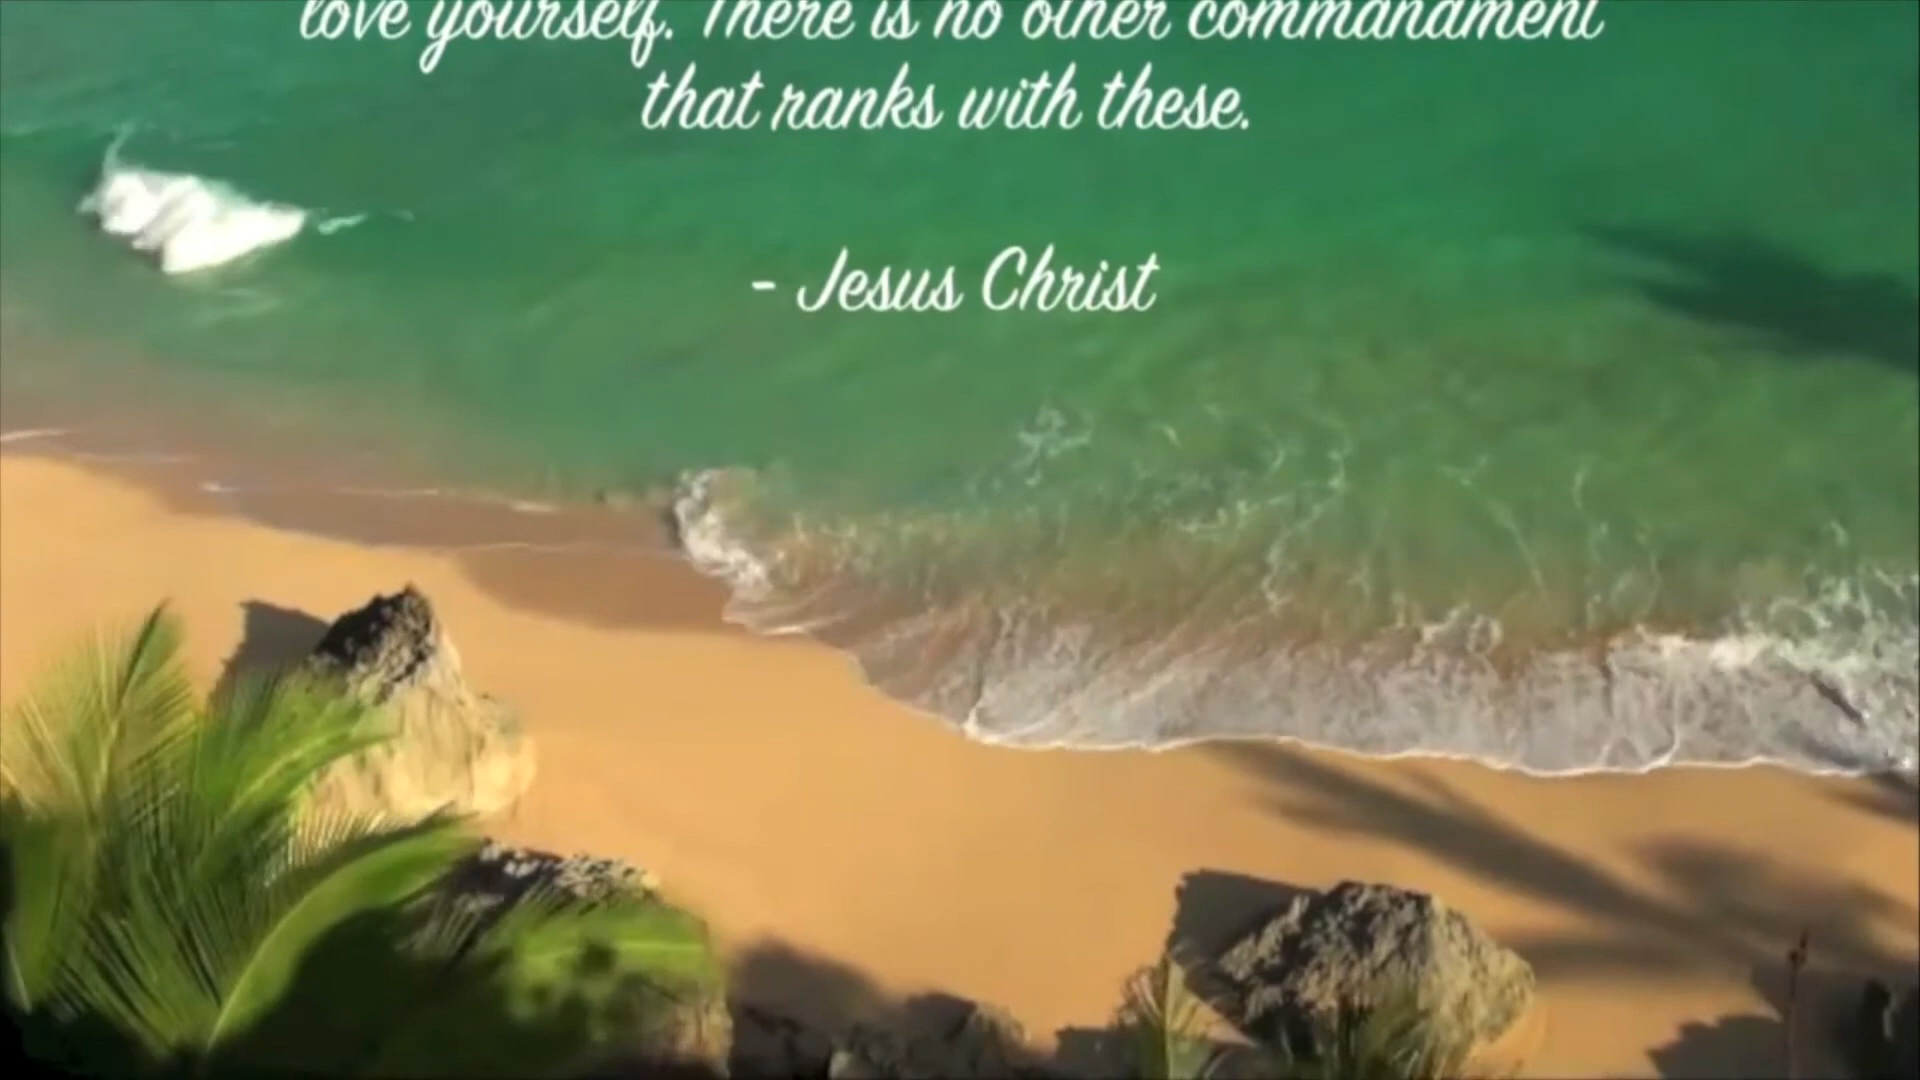 love yourself. There is no other commandment
that ranks with these.
- Jesus Christ